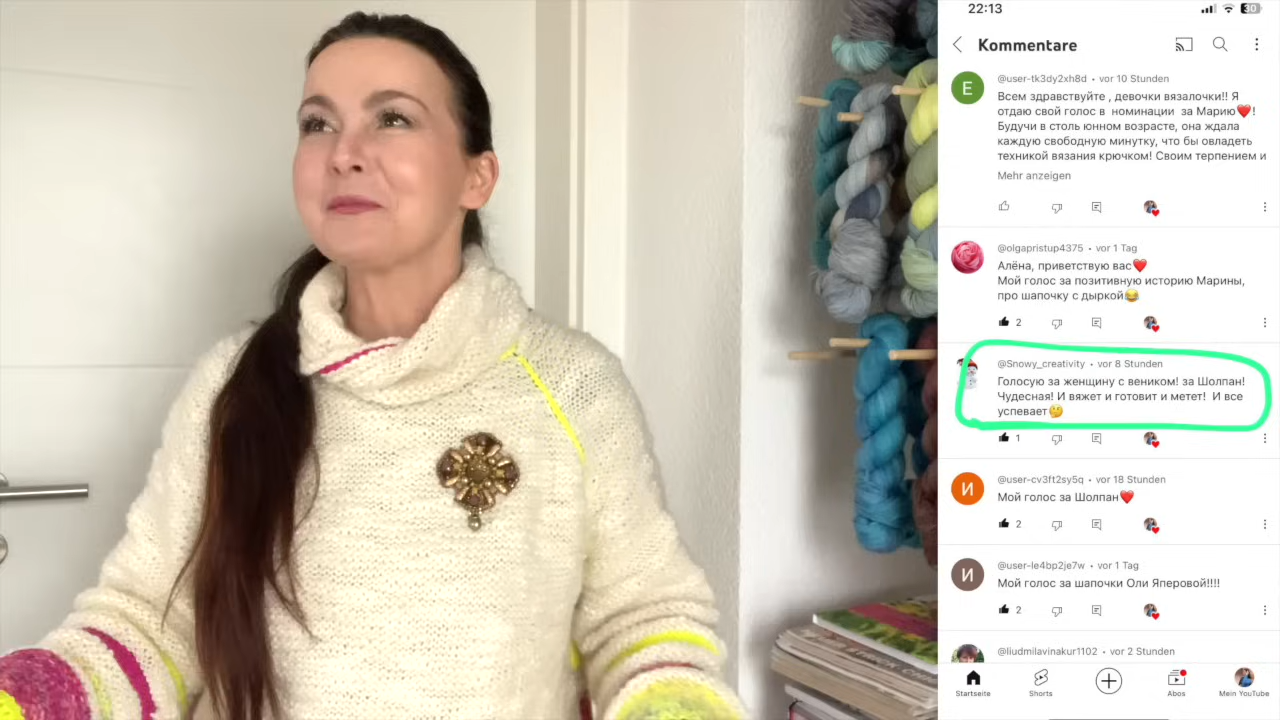 22:13
30
Kommentare
E
@user-tk3dy2xh8d • vor 10 Stunden
Всем здравствуйте , девочки вязалочки!! Я
отдаю свой голос в номинации за Марию❤️!
Будучи в столь юнном возрасте, она ждала
каждую свободную минутку, что бы овладеть
техникой вязания крючком! Своим терпением и
Mehr anzeigen
@olgapristup4375 • vor 1 Tag
Алёна, приветствую вас❤️
Мой голос за позитивную историю Марины,
про шапочку с дыркой😂
2
@Snowy_creativity • vor 8 Stunden
Голосую за женщину с веником! за Шолпан!
Чудесная! И вяжет и готовит и метет! И все
успевает🤔
1
И
@user-cv3ft2sy5q • vor 18 Stunden
Мой голос за Шолпан❤️
2
И
@user-le4bp2je7w • vor 1 Tag
Мой голос за шапочки Оли Яперовой!!!!
2
@liudmilavinakur1102 • vor 2 Stunden
Startseite
Shorts
Abos
Mein YouTube